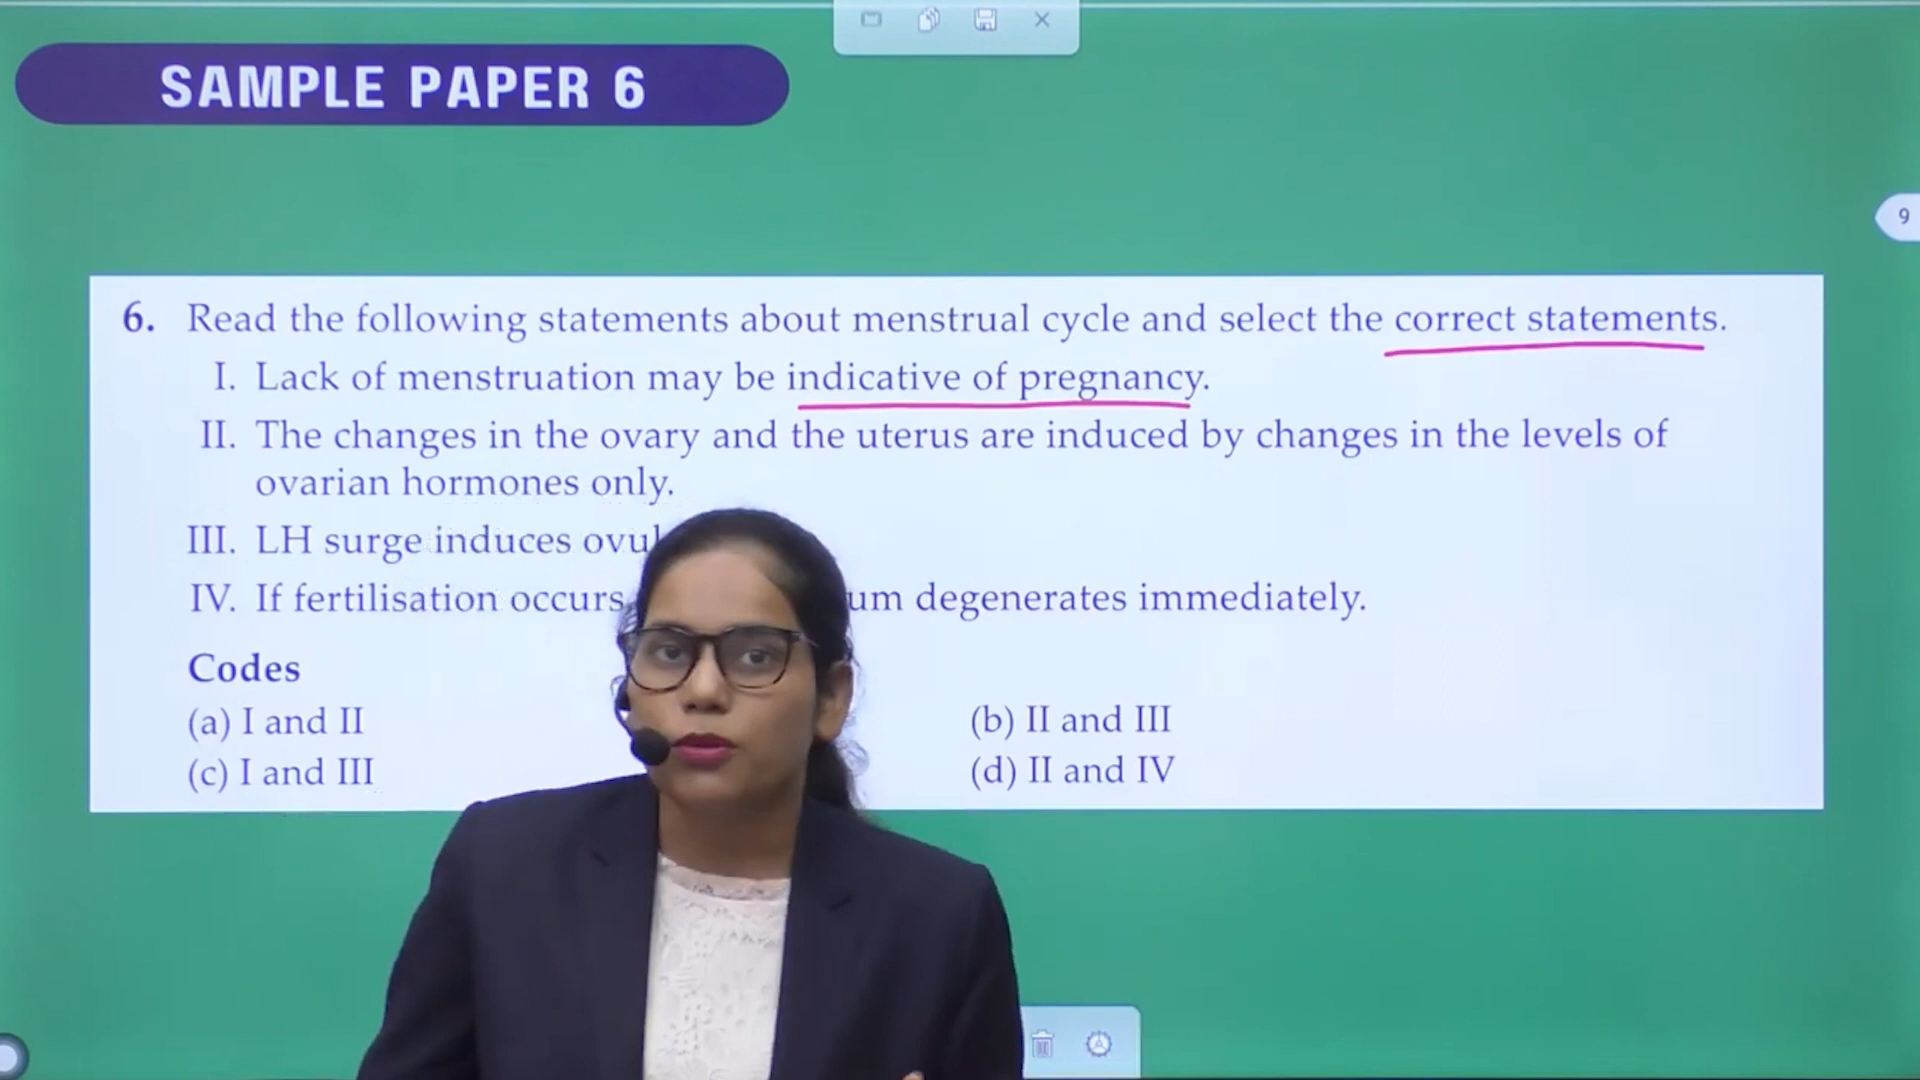 SAMPLE PAPER 6
9
6. Read the following statements about menstrual cycle and select the correct statements.
I. Lack of menstruation may be indicative of pregnancy.
II. The changes in the ovary and the uterus are induced by changes in the levels of
ovarian hormones only.
III. LH surge induces
IV. If fertilisation occurs, degenerates immediately.
Codes
(a) I and II (b) II and III
(c) I and III (d) II and IV